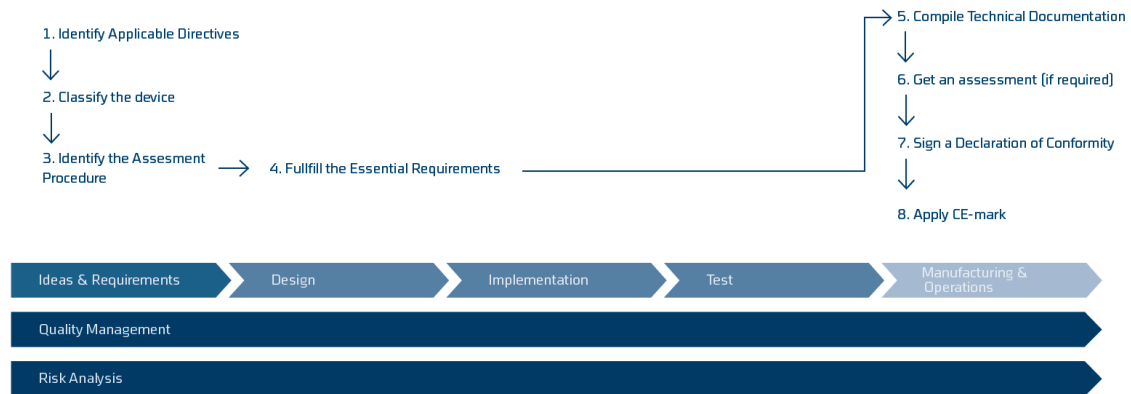 1. Identify Applicable Directives
2. Classify the device
3. Identify the Assesment
Procedure
4. Fullfill the Essential Requirements
5. Compile Technical Documentation
6. Get an assessment (if required)
7. Sign a Declaration of Conformity
8. Apply CE-mark
Ideas & Requirements
Design
Implementation
Test
Manufacturing &
Operations
Quality Management
Risk Analysis